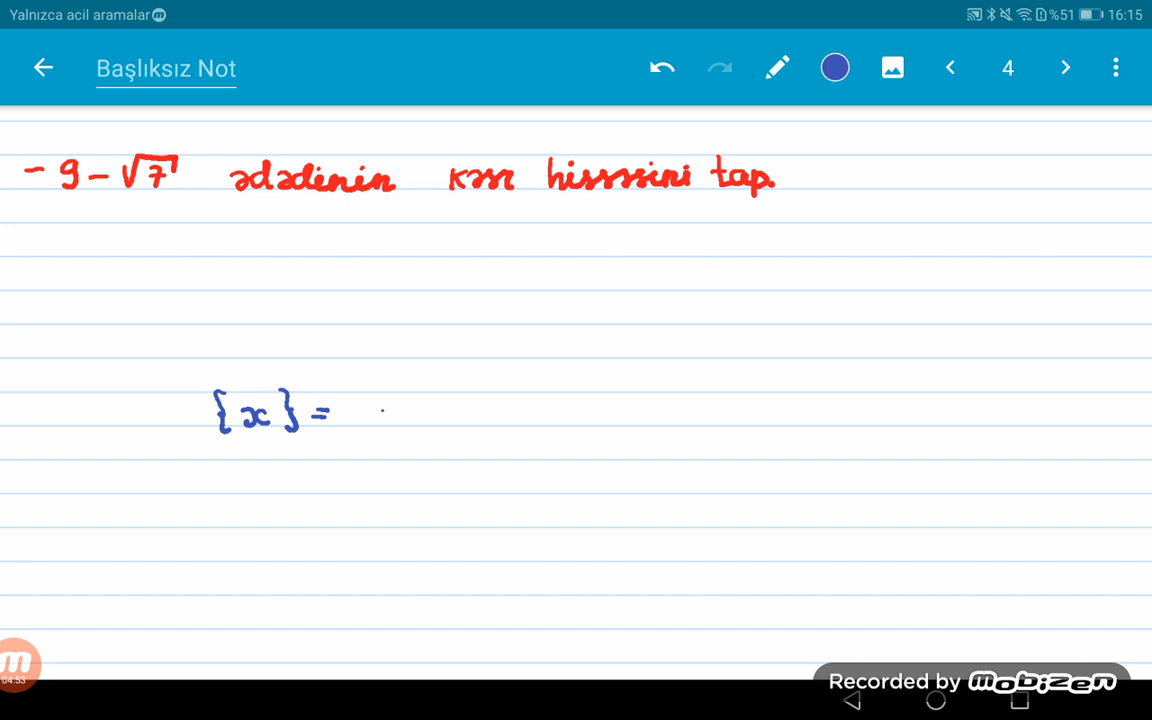 Yalnızca acil aramalar %51 16:15
Başlıksız Not 4
-9-√7 ədədinin kəsr hissəsini tap.
{x}=
04:53
Recorded by mobizen